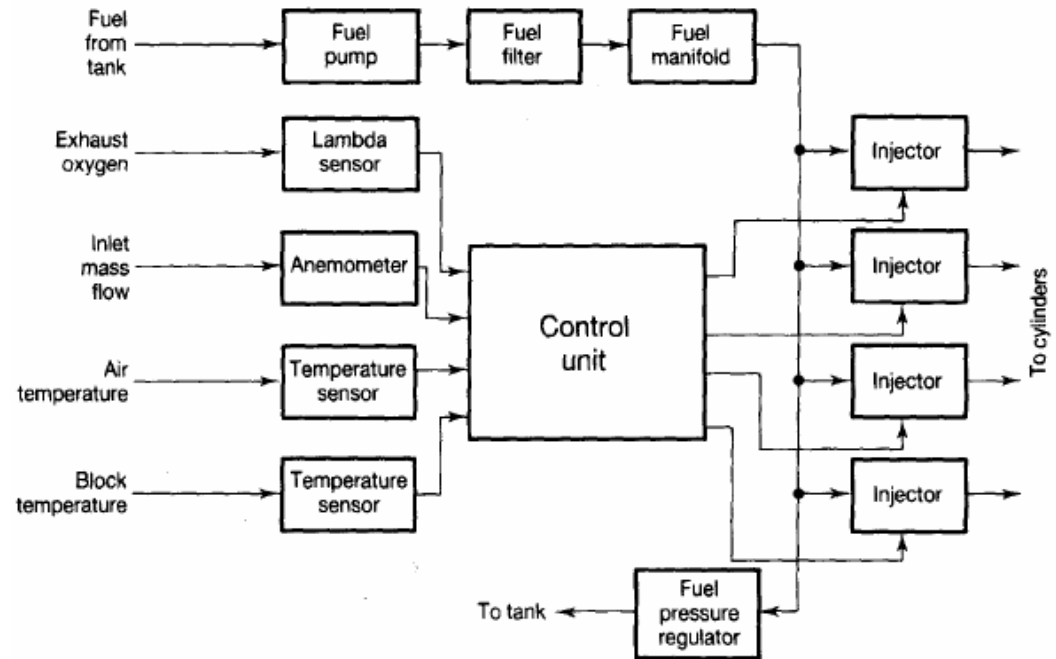 Fuel
from
tank
Fuel
pump
Fuel
filter
Fuel
manifold
Exhaust
oxygen
Lambda
sensor
Injector
Inlet
mass
flow
Anemometer
Control
unit
Injector
To cylinders
Air
temperature
Temperature
sensor
Injector
Block
temperature
Temperature
sensor
Injector
To tank
Fuel
pressure
regulator